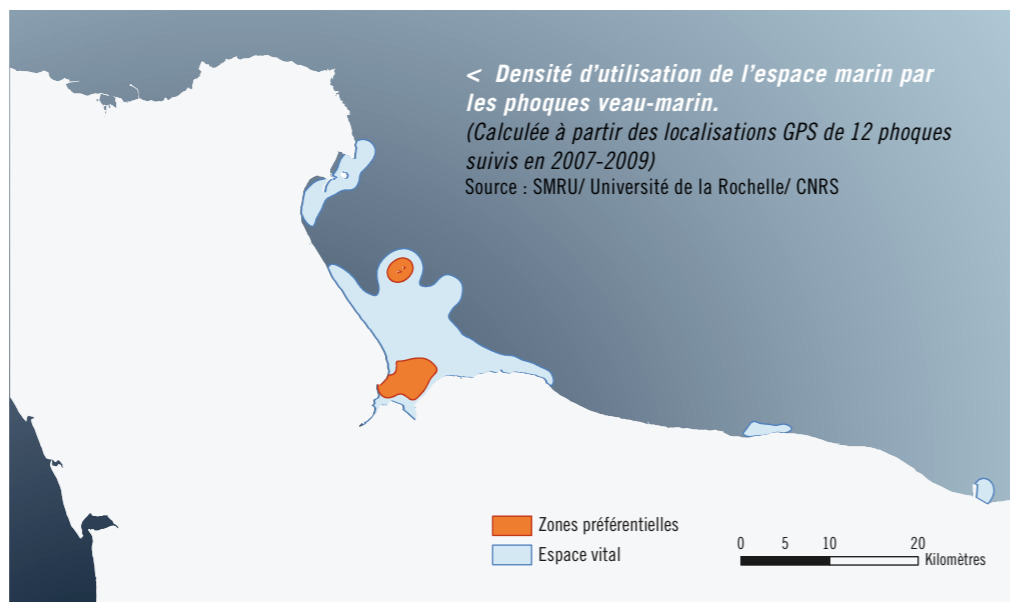 < Densité d’utilisation de l’espace marin par
les phoques veau-marin.
(Calculée à partir des localisations GPS de 12 phoques
suivis en 2007-2009)
Source : SMRU/ Université de la Rochelle/ CNRS
Zones préférentielles
Espace vital
0 5 10 20
Kilomètres